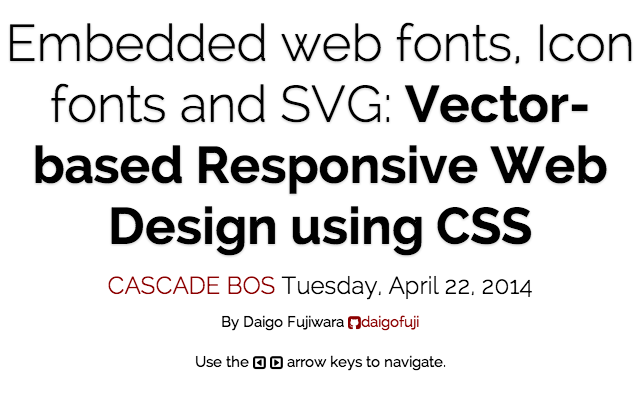 Embedded web fonts, Icon
fonts and SVG: Vector-
based Responsive Web
Design using CSS
CASCADE BOS Tuesday, April 22, 2014
By Daigo Fujiwara daigofuji
Use the arrow keys to navigate.